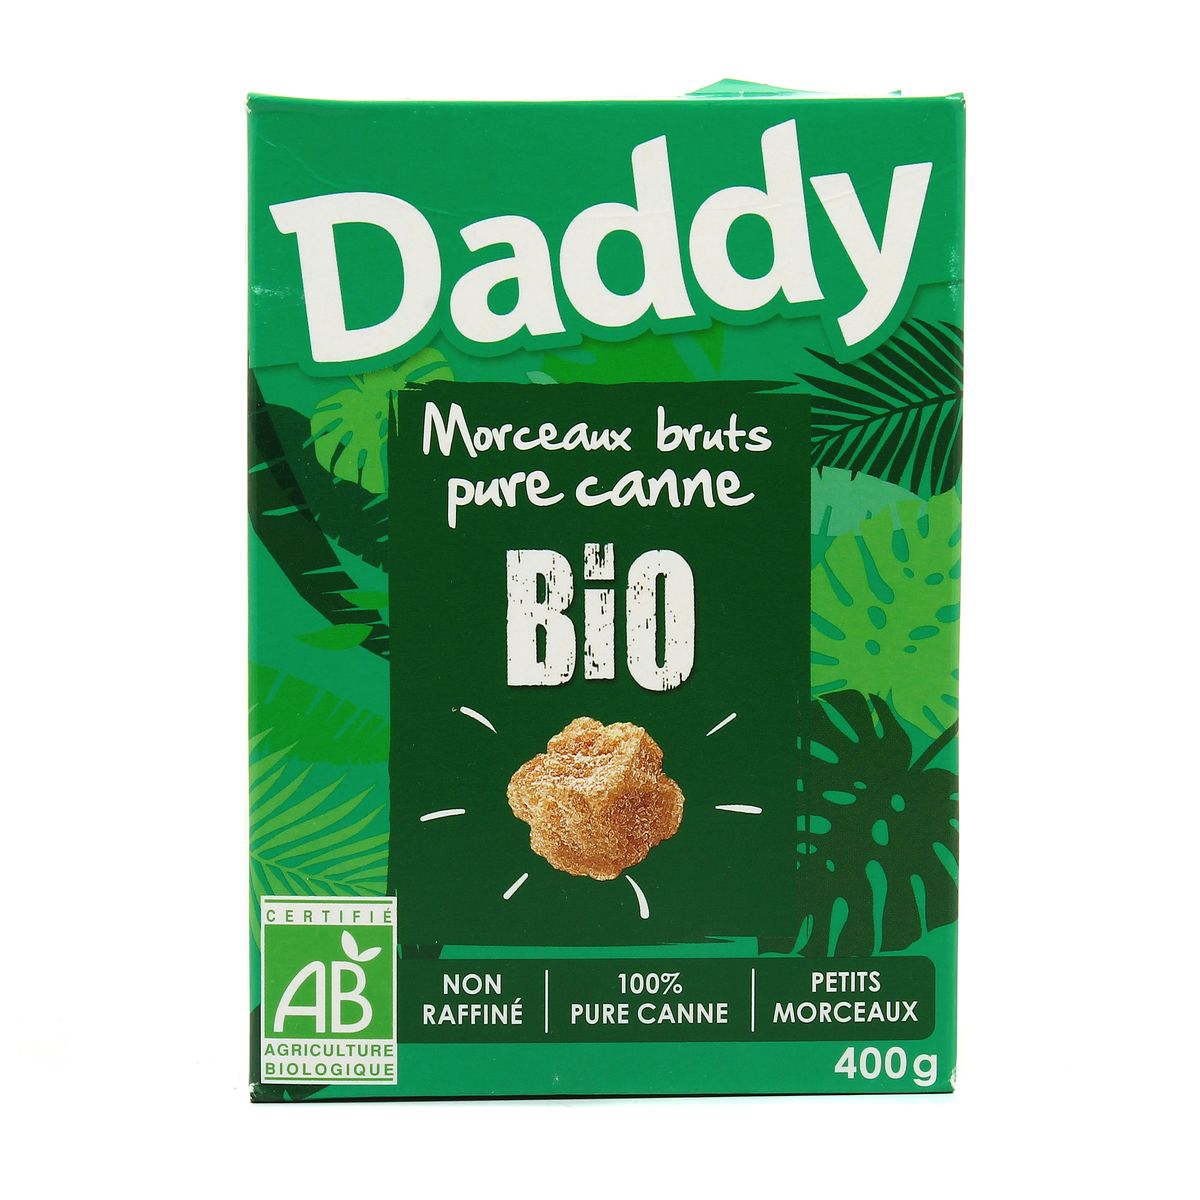 Daddy
Morceaux bruts
pure canne
BiO
CERTIFIÉ
AB
AGRICULTURE
BIOLOGIQUE
NON
RAFFINÉ
100%
PURE CANNE
PETITS
MORCEAUX
400g